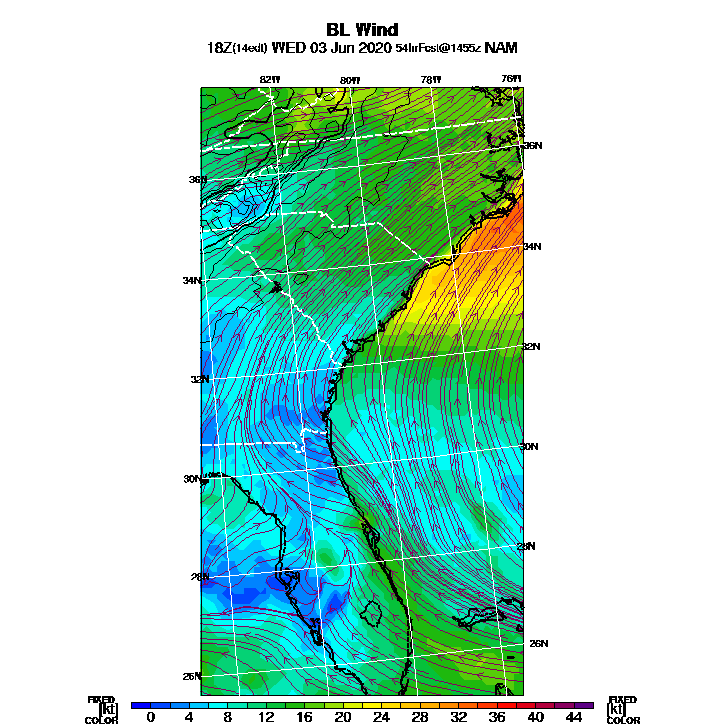 BL Wind
18Z(14edt) WED 03 Jun 2020 54hrFcst@1455z NAM
82W 80W 78W 76W
36N
36N
34N
34N
32N
32N
30N
30N
28N
28N
26N
26N
FIXED FIXED
[kt] 0 4 8 12 16 20 24 28 32 36 40 44 [kt]
COLOR COLOR